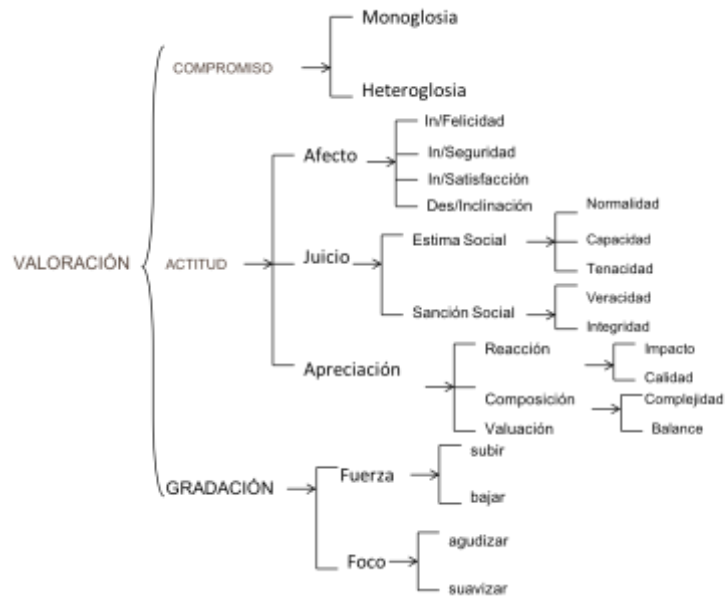 Monoglosia
COMPROMISO
Heteroglosia
In/Felicidad
Afecto
In/Seguridad
In/Satisfacción
Des/Inclinación
Normalidad
VALORACIÓN
ACTITUD
Juicio
Estima Social
Capacidad
Tenacidad
Veracidad
Sanción Social
Integridad
Reacción
Impacto
Apreciación
Calidad
Composición
Complejidad
Valuación
Balance
subir
Fuerza
GRADACIÓN
bajar
agudizar
Foco
suavizar